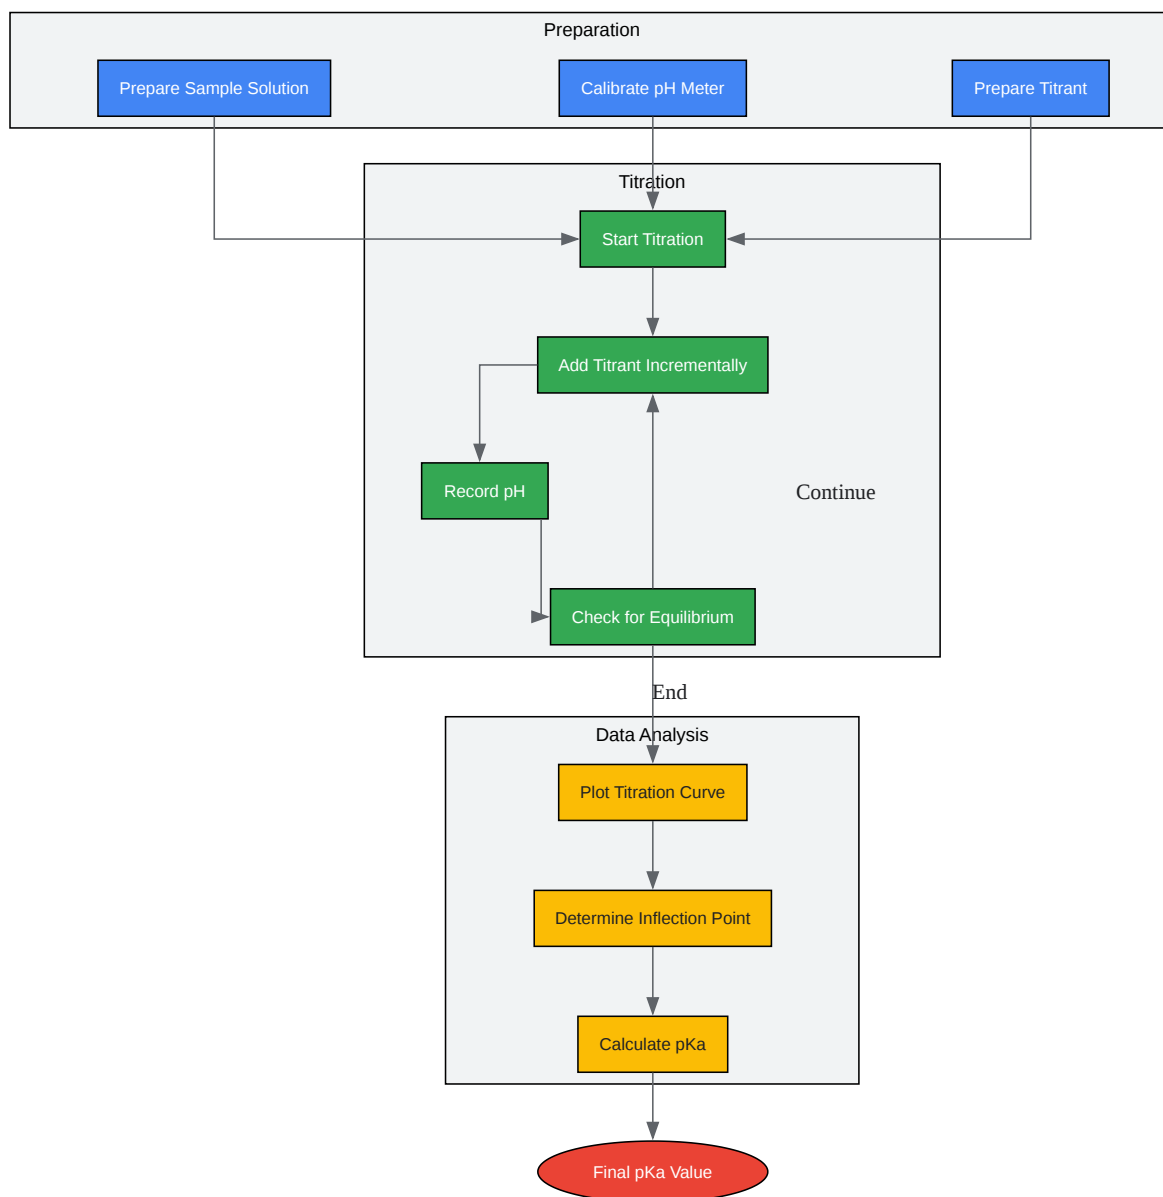 Preparation
Prepare Sample Solution
Calibrate pH Meter
Prepare Titrant
Titration
Start Titration
Add Titrant Incrementally
Record pH
Continue
Check for Equilibrium
End
Data Analysis
Plot Titration Curve
Determine Inflection Point
Calculate pKa
Final pKa Value